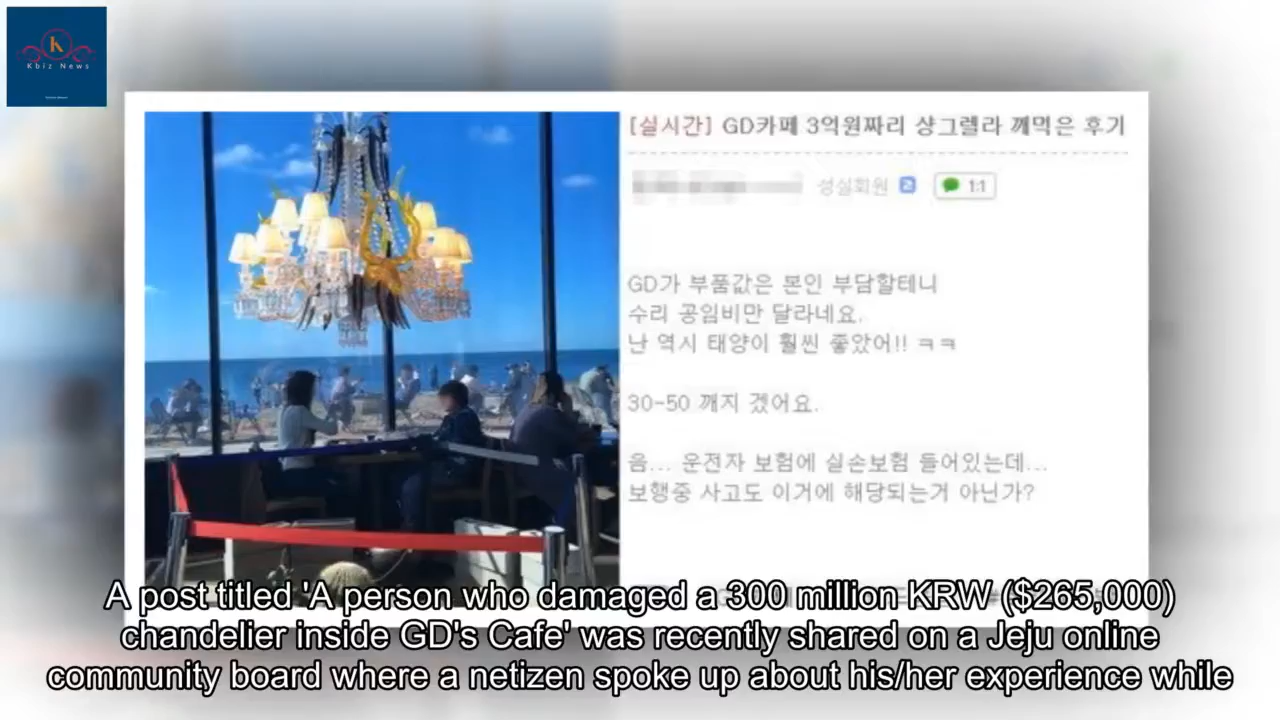 K
Kbiz News
[실시간] GD카페 3억원짜리 샹그렐라 깨먹은 후기
성실회원 2 11
GD가 부품값은 본인 부담할테니
수리 공임비만 달라네요.
난 역시 태양이 훨씬 좋았어!! ㅋㅋ
30-50 깨지 겠어요.
음... 운전자 보험에 실손보험 들어있는데...
보행중 사고도 이거에 해당되는거 아닌가?
A post titled 'A person who damaged a 300 million KRW ($265,000)
chandelier inside GD's Cafe' was recently shared on a Jeju online
community board where a netizen spoke up about his/her experience while